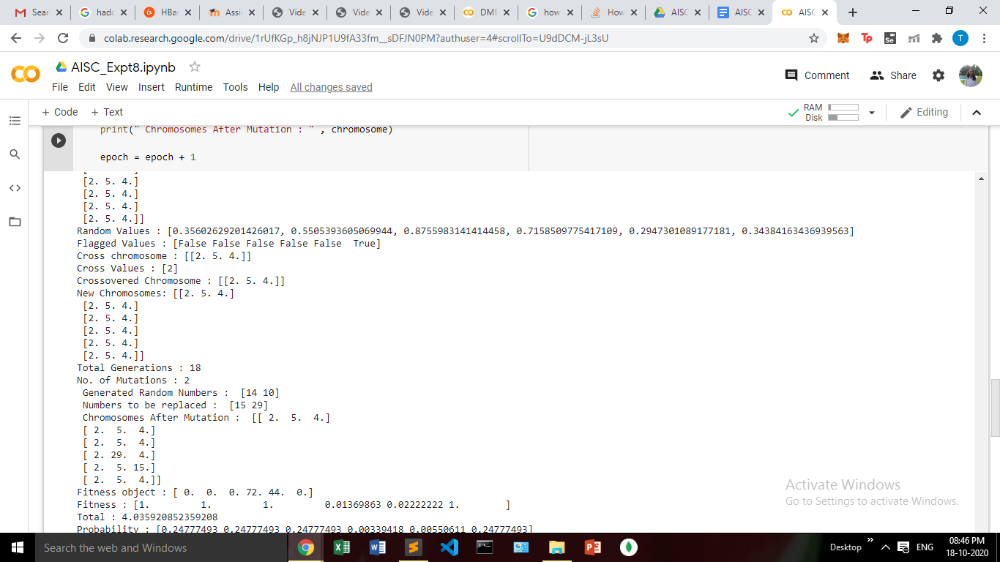 Sear
hadc
HBas
Assi
Vide
Vide
Vide
DME
how
How
AISC
AISC
AISC
colab.research.google.com/drive/1rUfKGp_h8jNJP1U9fA33fm__sDFJN0PM?authuser=4#scrollTo=U9dDCM-jL3sU
Tp
Se
T
AISC_Expt8.ipynb
File Edit View Insert Runtime Tools Help All changes saved
Comment Share
+ Code + Text
RAM
Disk
Editing
print(" Chromosomes After Mutation : " , chromosome)
epoch = epoch + 1
[2. 5. 4.]
[2. 5. 4.]
[2. 5. 4.]
[2. 5. 4.]]
Random Values : [0.35602629201426017, 0.5505393605069944, 0.8755983141414458, 0.7158509775417109, 0.2947301089177181, 0.34384163436939563]
Flagged Values : [False False False False False  True]
Cross chromosome : [[2. 5. 4.]]
Cross Values : [2]
Crossovered Chromosome : [[2. 5. 4.]]
New Chromosomes: [[2. 5. 4.]
[2. 5. 4.]
[2. 5. 4.]
[2. 5. 4.]
[2. 5. 4.]
[2. 5. 4.]]
Total Generations : 18
No. of Mutations : 2
Generated Random Numbers :  [14 10]
Numbers to be replaced :  [15 29]
Chromosomes After Mutation :  [[ 2.  5.  4.]
[ 2.  5.  4.]
[ 2.  5.  4.]
[ 2. 29.  4.]
[ 2.  5. 15.]
[ 2.  5.  4.]]
Fitness object : [ 0.  0.  0. 72. 44.  0.]
Fitness : [1.         1.         1.         0.01369863 0.02222222 1.        ]
Total : 4.035920852359208
Probability : [0.24777493 0.24777493 0.24777493 0.00339418 0.00550611 0.24777493]
Activate Windows
Go to Settings to activate Windows.
Search the web and Windows
Desktop
ENG
08:46 PM
18-10-2020